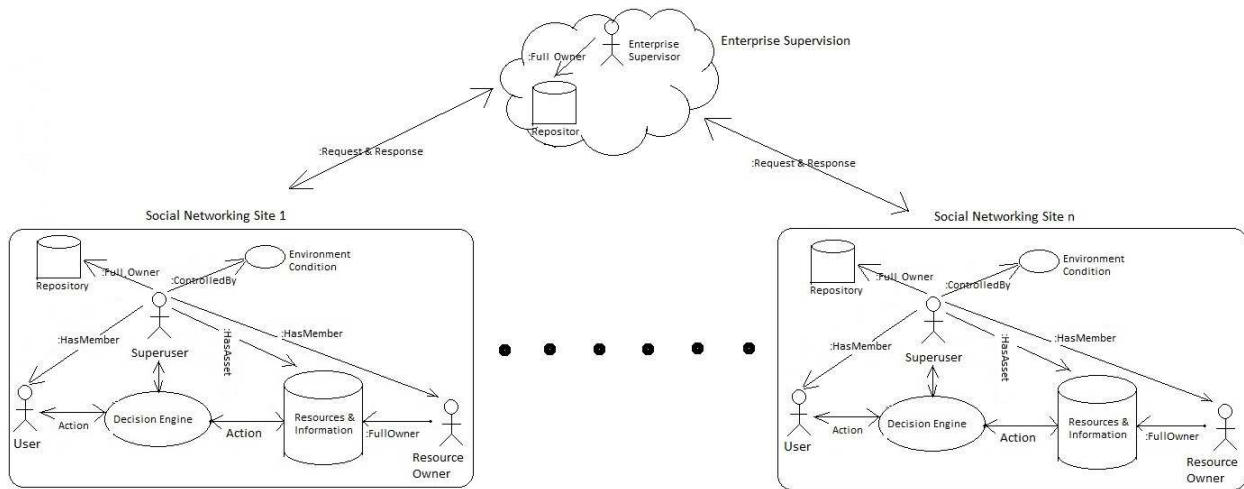 Enterprise Supervision
Enterprise
Supervisor
:Full Owner
Repositor
:Request & Response
:Request & Response
Social Networking Site 1
Repository
:Full_Owner
:ControlledBy
Environment
Condition
:HasMember
:HasAsset
:HasMember
Superuser
User
Action
Decision Engine
Action
Resources &
Information
:FullOwner
Resource
Owner
Social Networking Site n
Repository
:Full_Owner
:ControlledBy
Environment
Condition
:HasMember
:HasAsset
:HasMember
Superuser
User
Action
Decision Engine
Action
Resources &
Information
:FullOwner
Resource
Owner